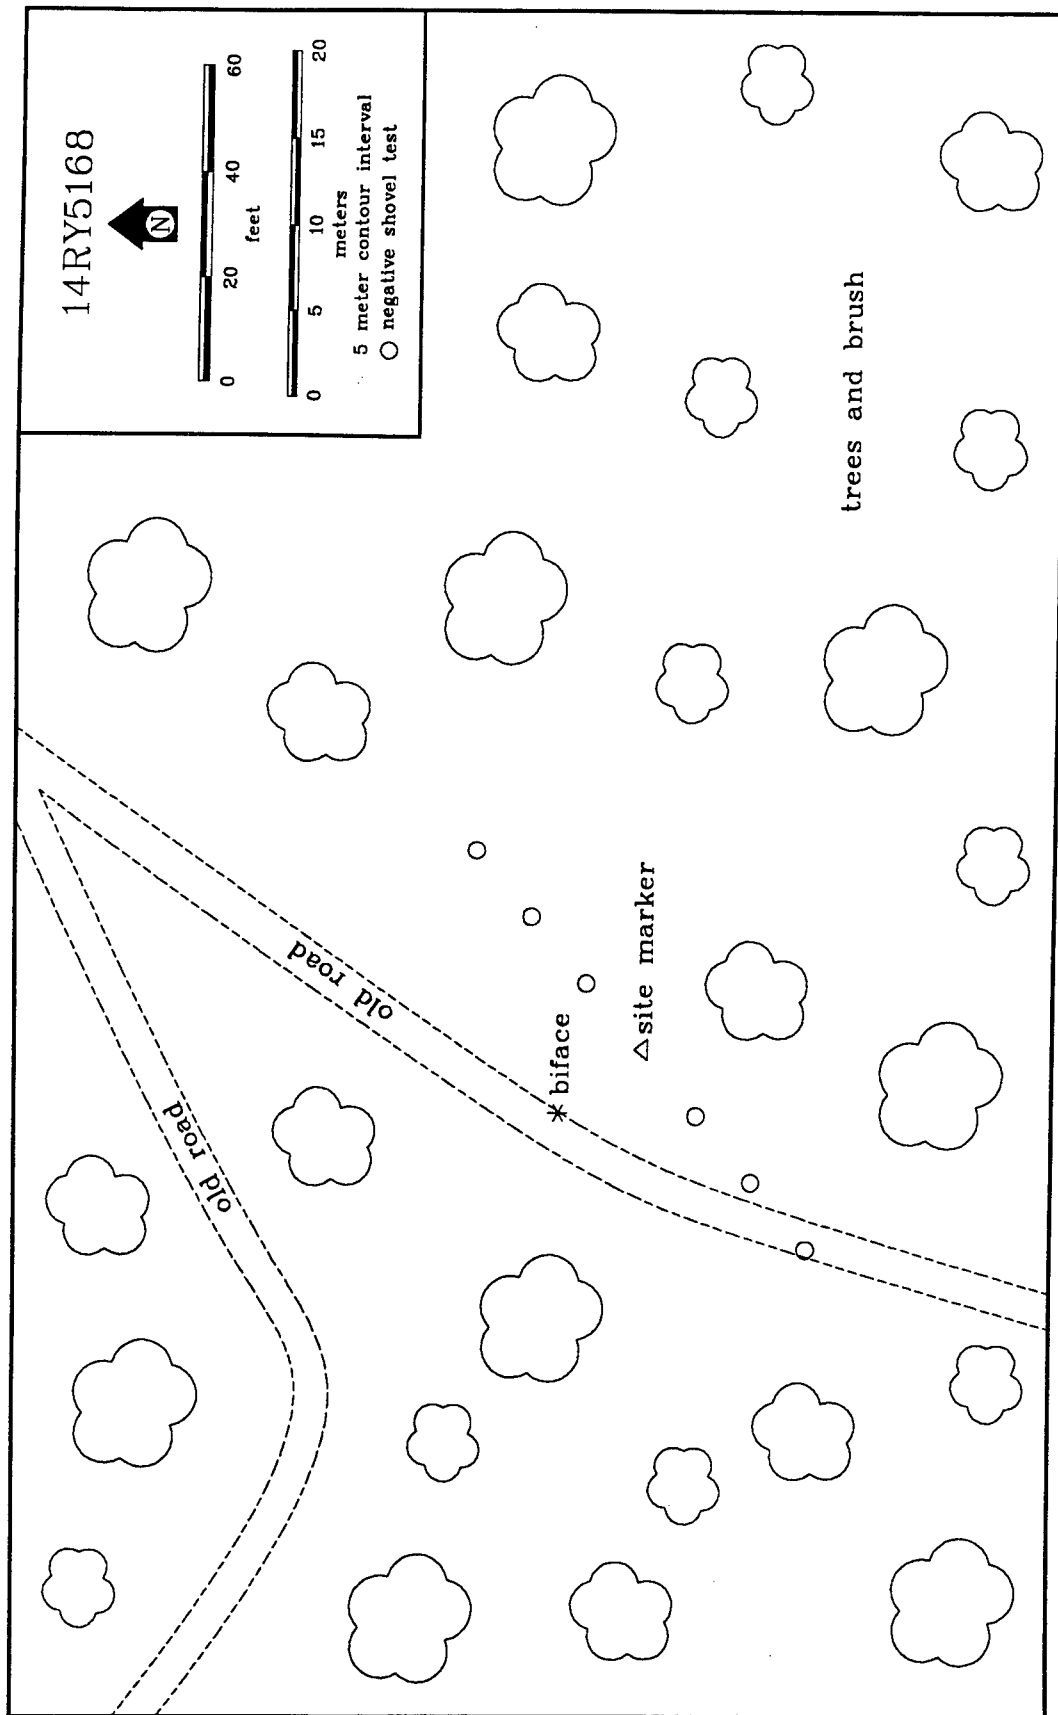 14RY5168
N
0 20 40 60
feet
0 5 10 15 20
meters
5 meter contour interval
negative shovel test
old road
old road
biface
site marker
trees and brush